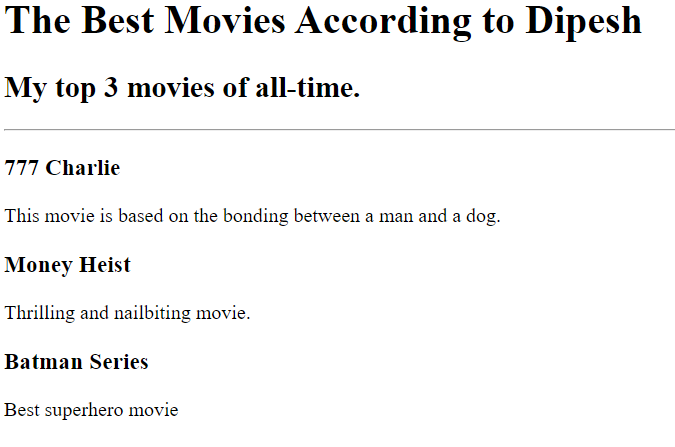 The Best Movies According to Dipesh
My top 3 movies of all-time.
777 Charlie
This movie is based on the bonding between a man and a dog.
Money Heist
Thrilling and nailbiting movie.
Batman Series
Best superhero movie